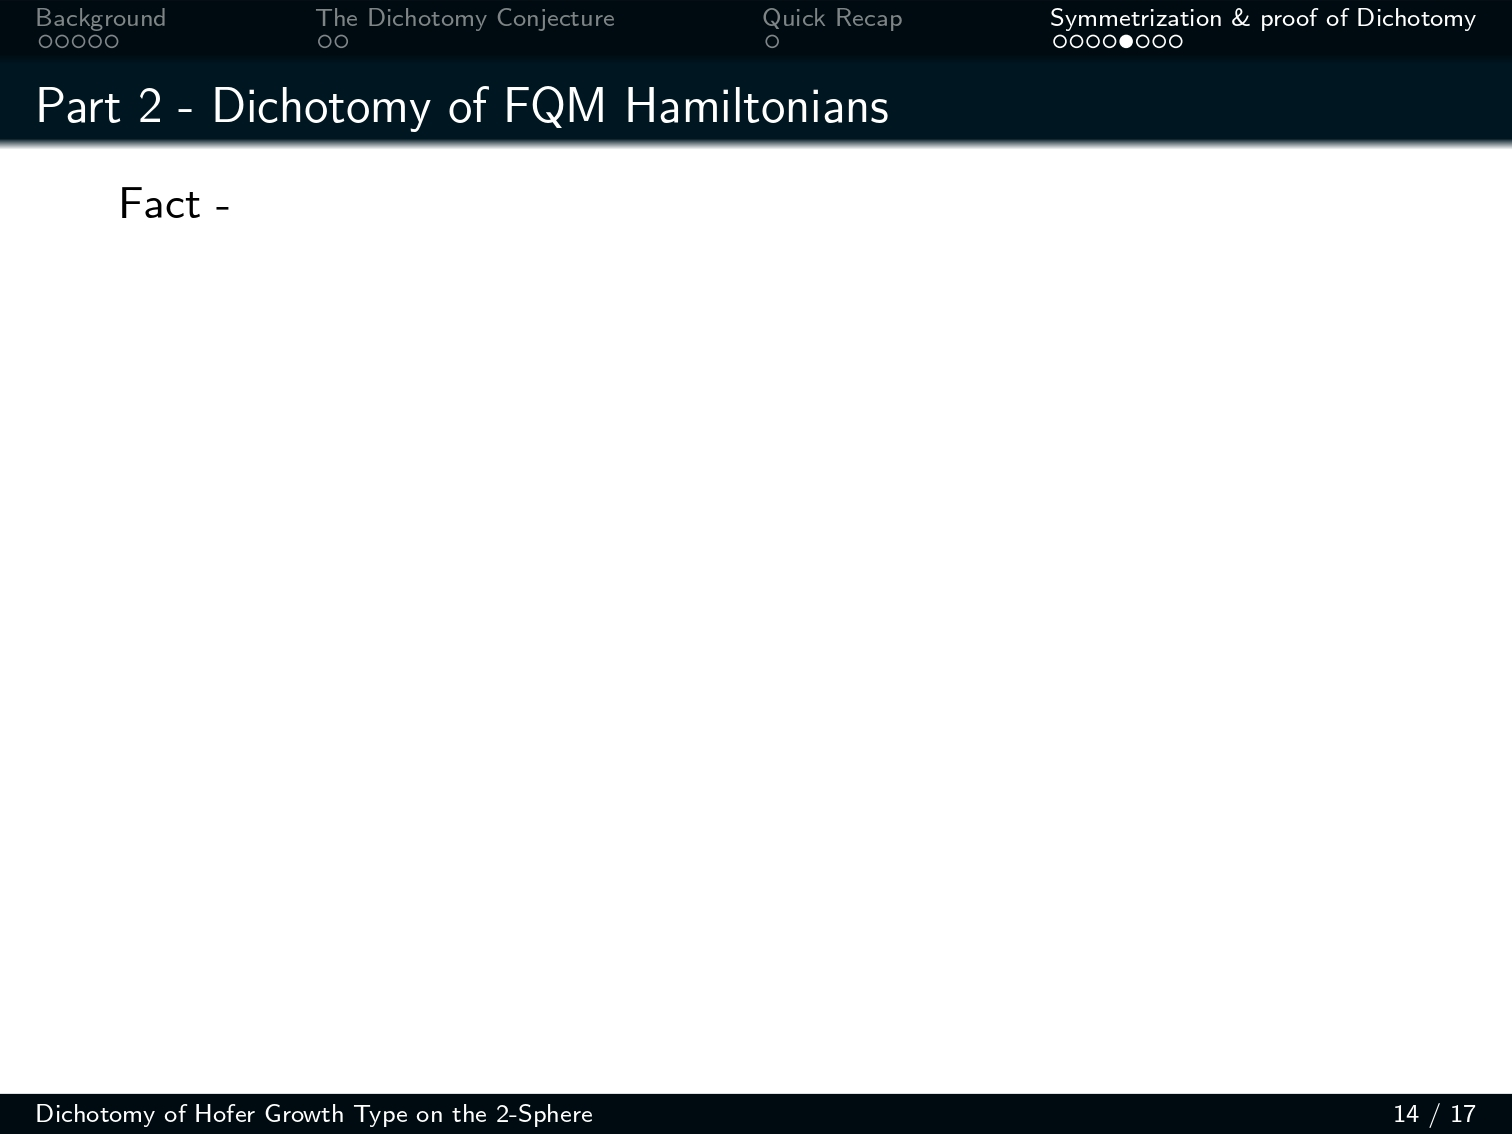 Background
The Dichotomy Conjecture
Quick Recap
Symmetrization & proof of Dichotomy
Part 2 - Dichotomy of FQM Hamiltonians
Fact -
Dichotomy of Hofer Growth Type on the 2-Sphere
14 / 17